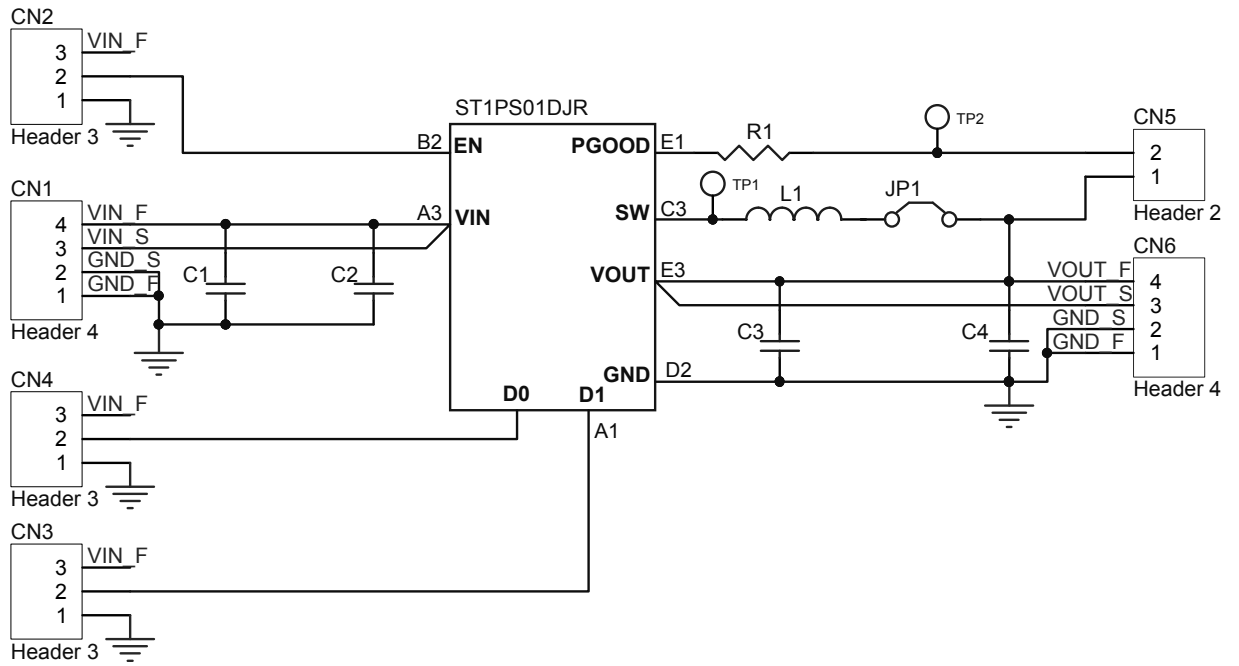 CN2
VIN_F
3
2
1
Header 3
ST1PS01DJR
B2
EN
PGOOD
E1
R1
TP2
CN5
2
1
Header 2
CN1
VIN_F
4
VIN_S
3
GND_S
2
GND_F
1
Header 4
C1
C2
A3
VIN
SW
C3
TP1
L1
JP1
VOUT
E3
CN6
VOUT_F
4
VOUT_S
3
GND_S
2
GND_F
1
Header 4
C3
C4
GND
D2
D0
D1
A1
CN4
VIN_F
3
2
1
Header 3
CN3
VIN_F
3
2
1
Header 3